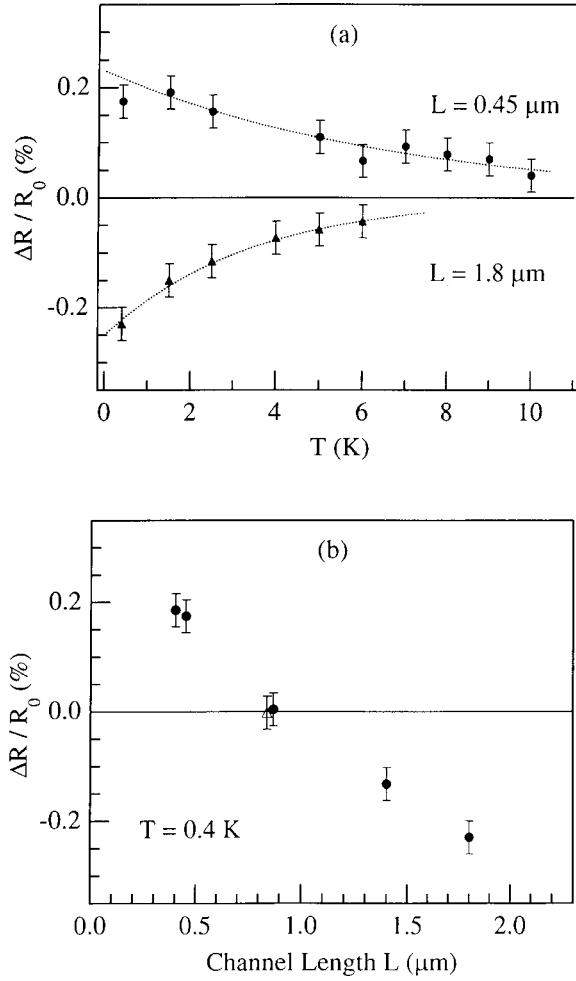 (a)
0.2
0.0
-0.2
ΔR / R₀ (%)
L = 0.45 μm
L = 1.8 μm
0 2 4 6 8 10
T (K)
(b)
0.2
0.0
-0.2
ΔR / R₀ (%)
T = 0.4 K
0.0 0.5 1.0 1.5 2.0
Channel Length L (μm)